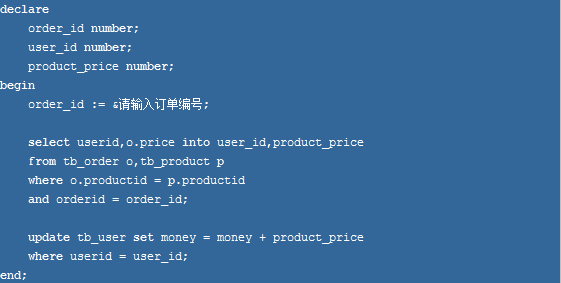 declare
order_id number;
user_id number;
product_price number;
begin
order_id := &请输入订单编号;
select userid,o.price into user_id,product_price
from tb_order o,tb_product p
where o.productid = p.productid
and orderid = order_id;
update tb_user set money = money + product_price
where userid = user_id;
end;